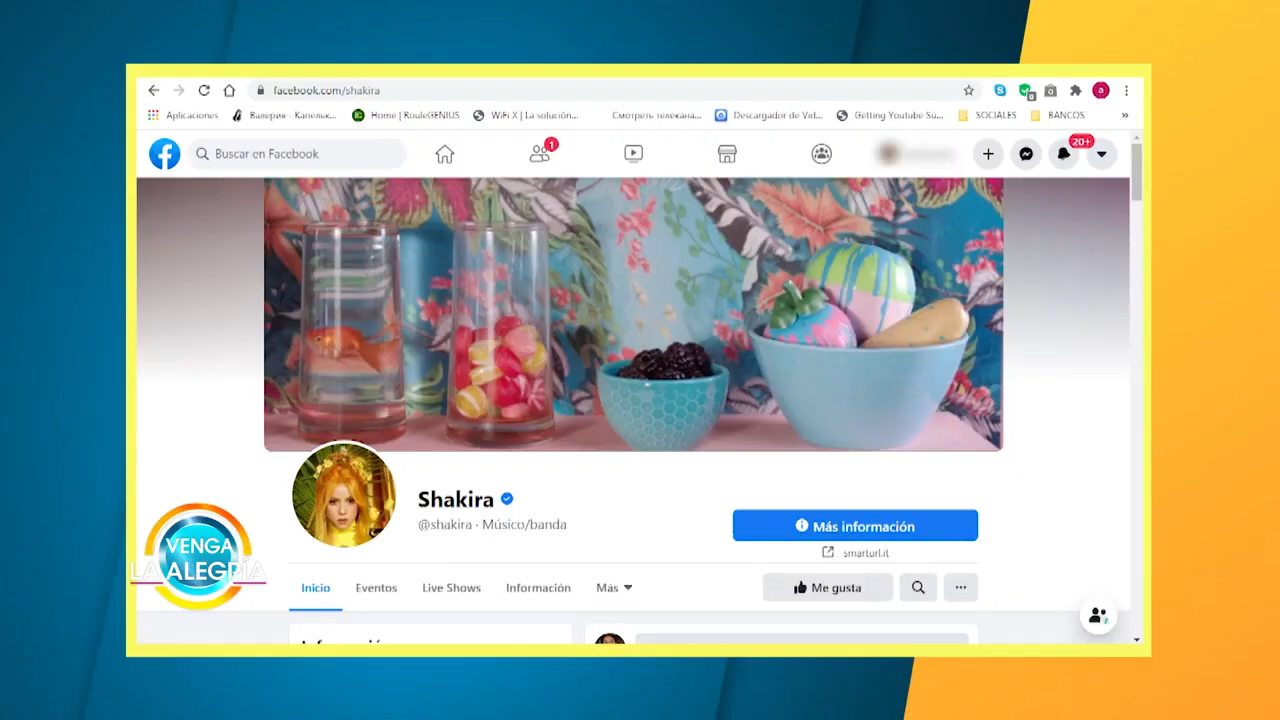 facebook.com/shakira
Aplicaciones
Валерия - Капельк...
Home | RouleGENIUS
WiFi X | La solución...
Смотреть телекана...
Descargador de Vid...
Getting Youtube Su...
SOCIALES
BANCOS
»
Buscar en Facebook
1
20+
Shakira
@shakira · Músico/banda
Más información
smarturl.it
VENGA
LA ALEGRÍA
Inicio
Eventos
Live Shows
Información
Más
Me gusta